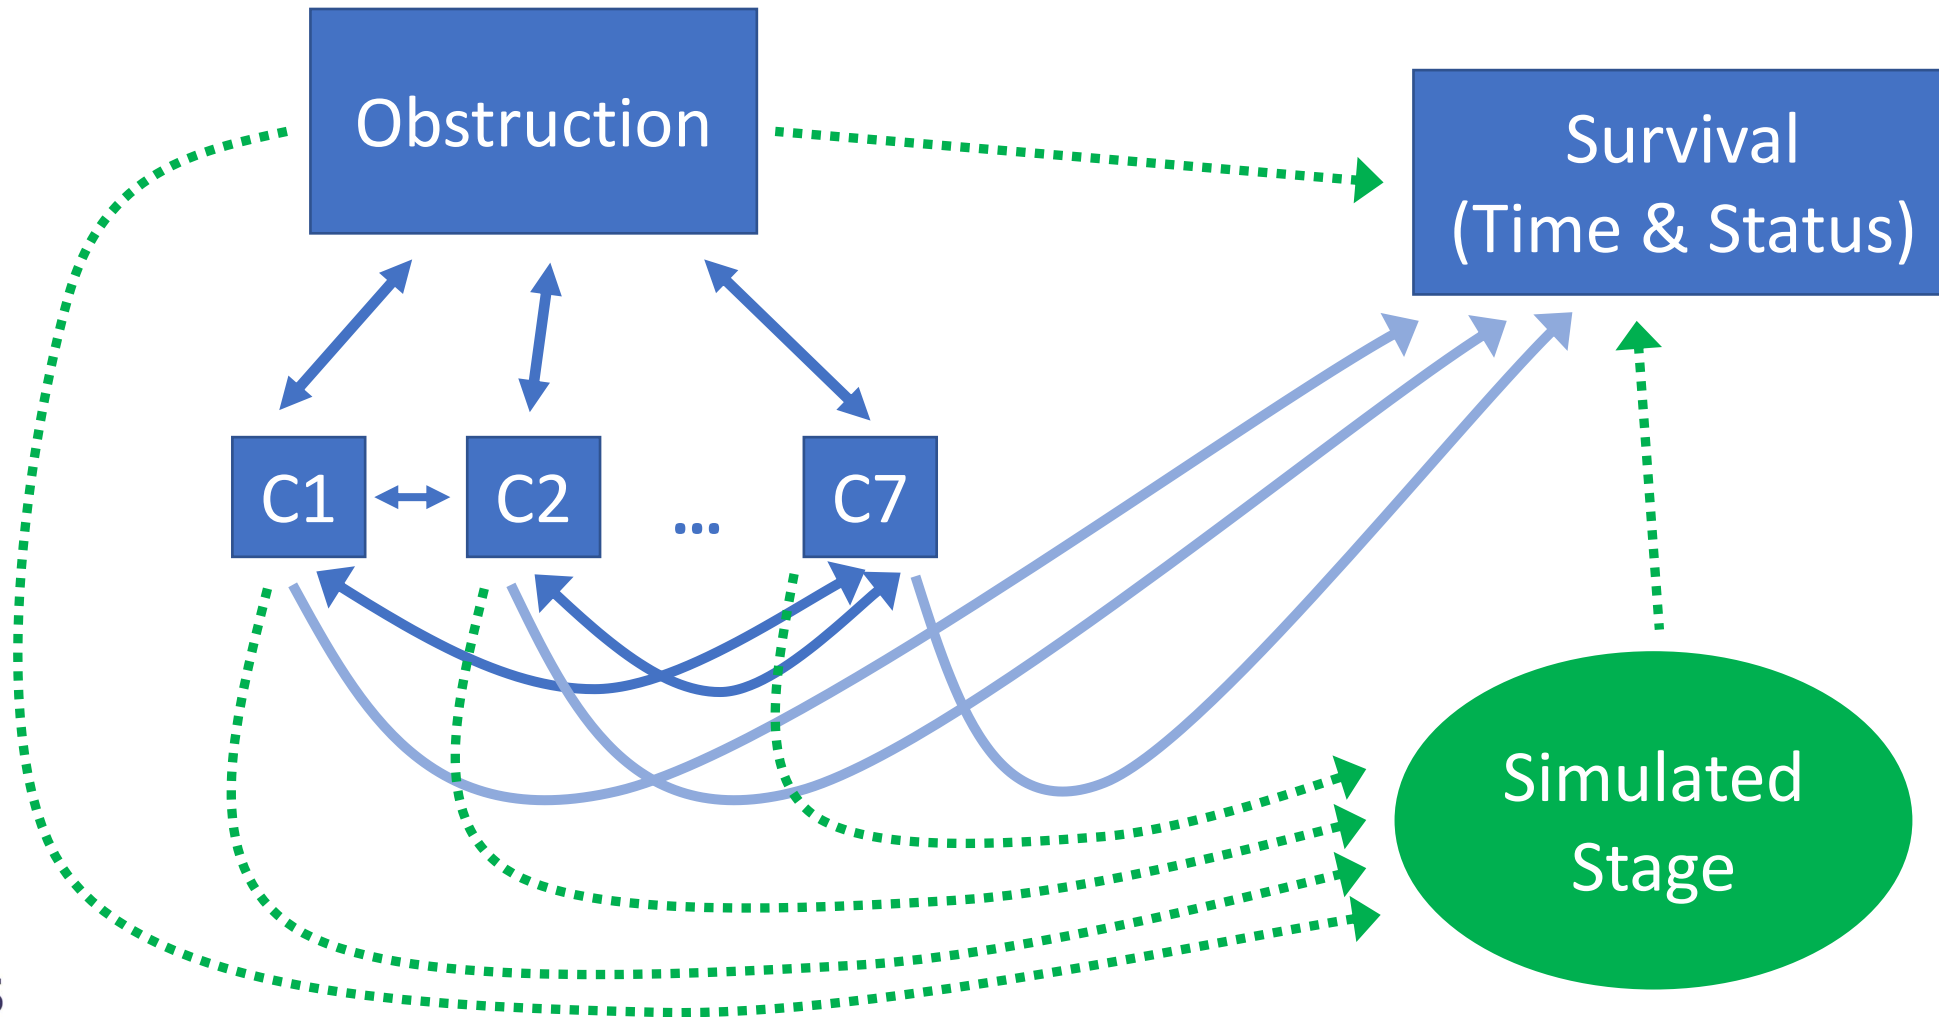 Obstruction
Survival
(Time & Status)
C1
C2
...
C7
Simulated
Stage